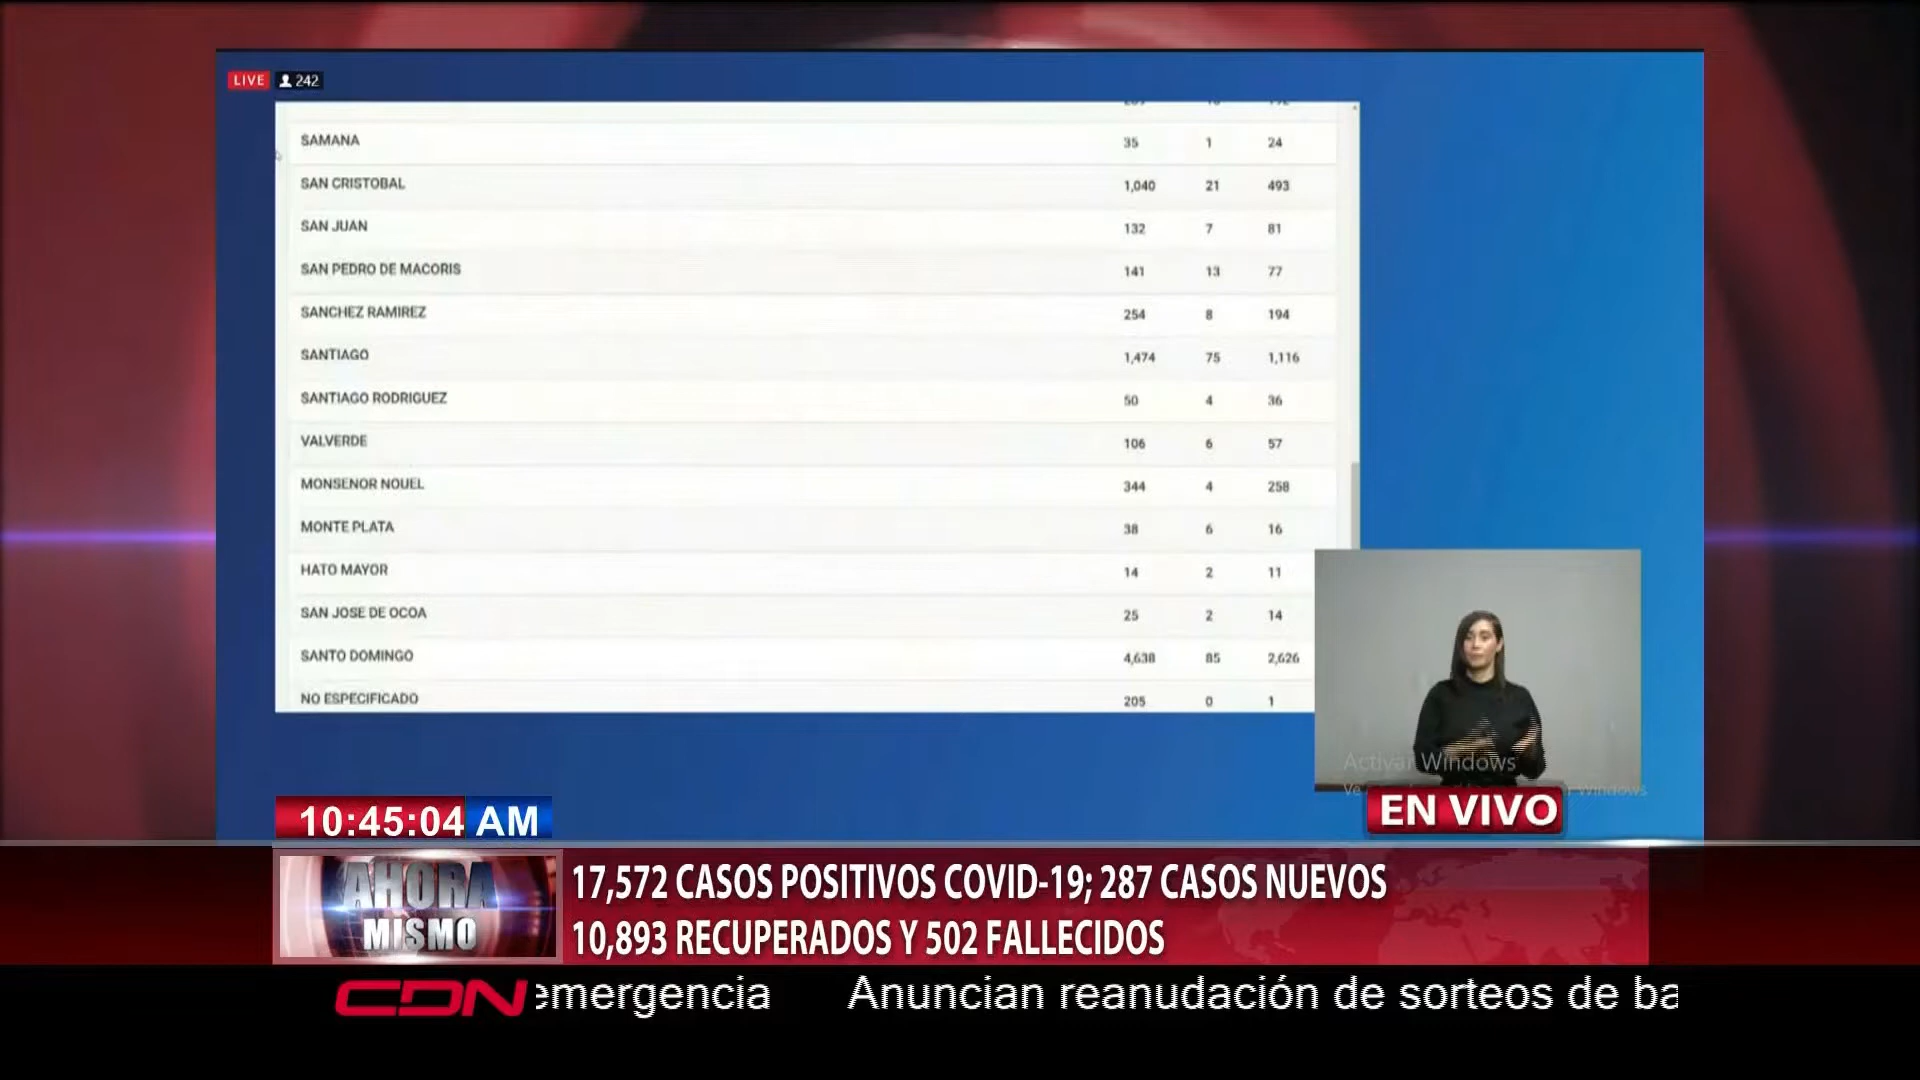 LIVE 242
SAMANA 35 1 24
SAN CRISTOBAL 1,040 21 493
SAN JUAN 132 7 81
SAN PEDRO DE MACORIS 141 13 77
SANCHEZ RAMIREZ 254 8 194
SANTIAGO 1,474 75 1,116
SANTIAGO RODRIGUEZ 50 4 36
VALVERDE 106 6 57
MONSENOR NOUEL 344 4 258
MONTE PLATA 38 6 16
HATO MAYOR 14 2 11
SAN JOSE DE OCOA 25 2 14
SANTO DOMINGO 4,638 85 2,626
NO ESPECIFICADO 205 0 1
Activar Windows
Ve Windows
EN VIVO
10:45:04 AM
AHORA
MISMO
17,572 CASOS POSITIVOS COVID-19; 287 CASOS NUEVOS
10,893 RECUPERADOS Y 502 FALLECIDOS
CDN emergencia Anuncian reanudación de sorteos de ba